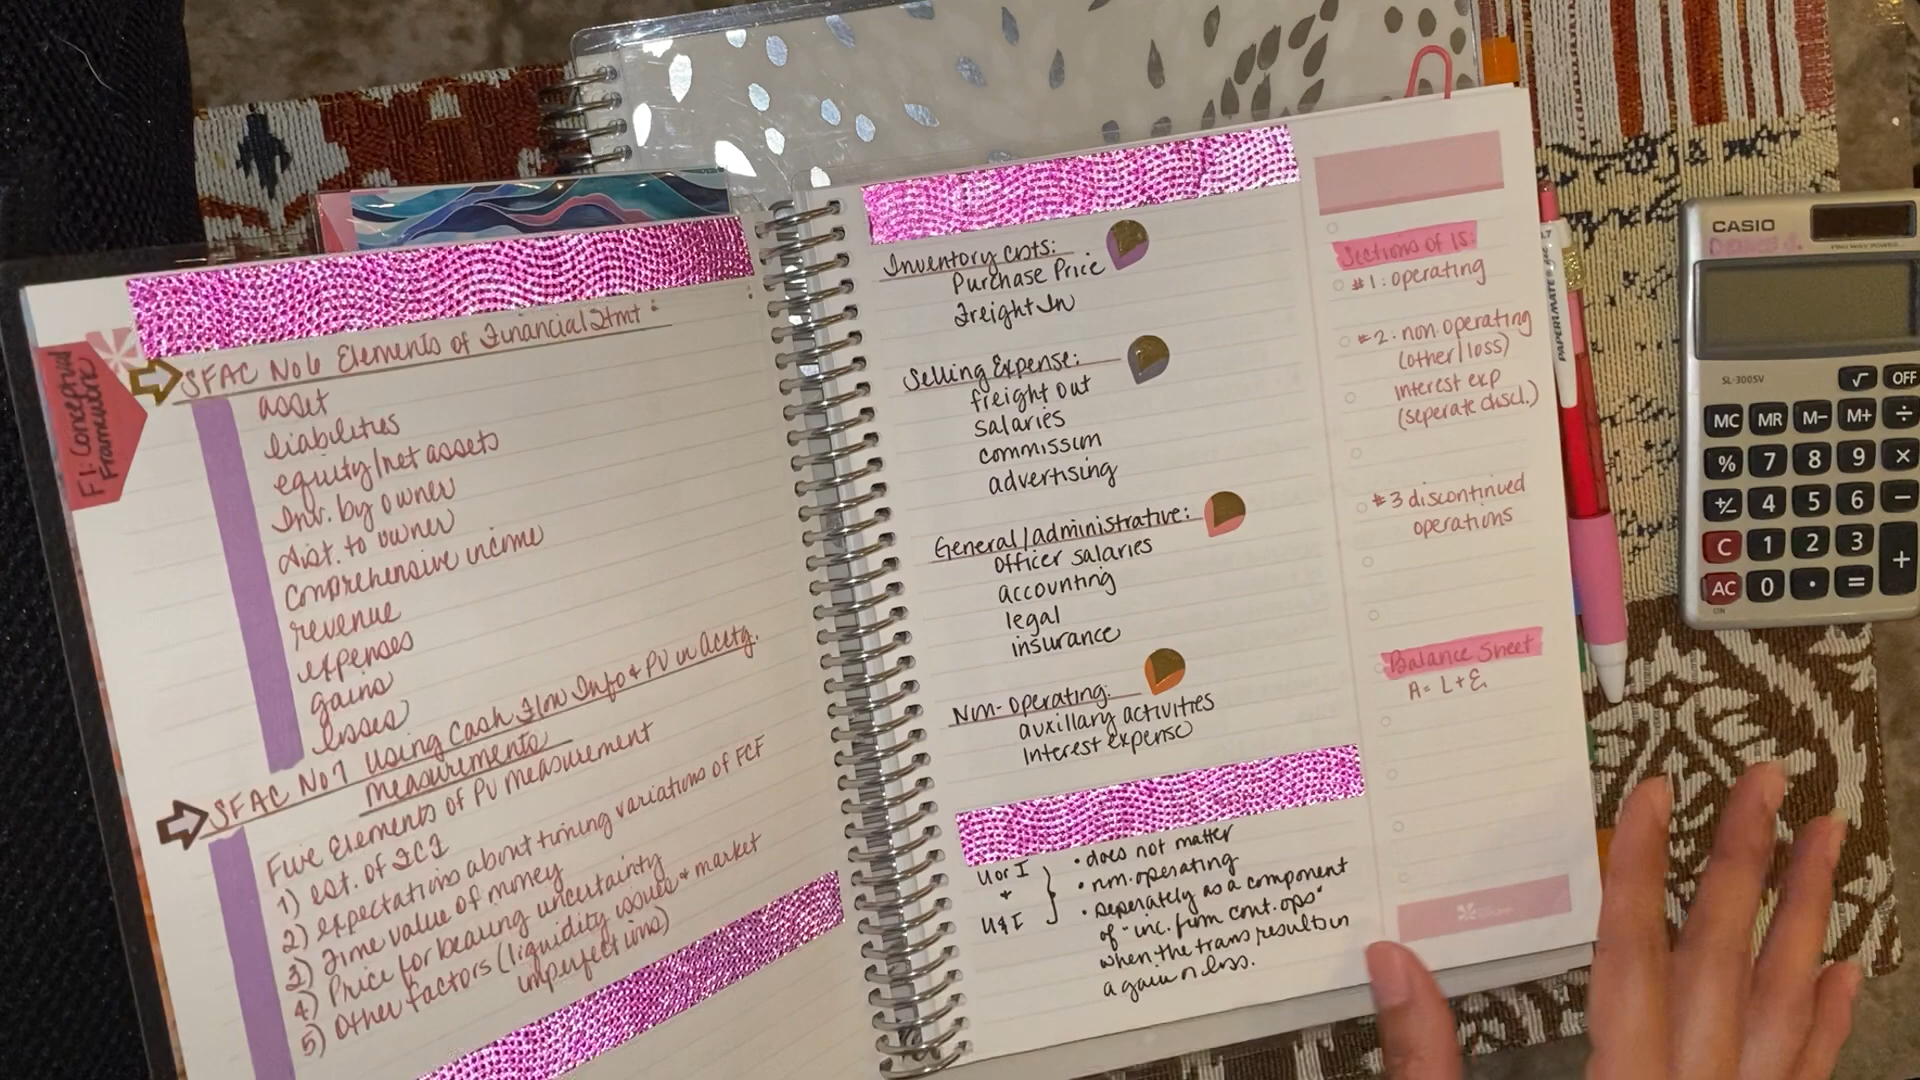 F1: Conceptual
Framework
SFAC No6 Elements of Financial Stmt:
asset
liabilities
equity/net assets
Inv. by owner
dist. to owner
comprehensive income
revenue
expenses
gains
losses
SFAC No7 Using Cash Flow Info & PV in Acctg.
measurements
Five Elements of PV measurement
1) est. of FCF
2) expectations about timing variations of FCF
3) Time value of money
4) Price for bearing uncertainty
5) Other factors (liquidity issues & market
imperfections)
Inventory costs:
Purchase Price
Freight In
Selling Expense:
freight out
salaries
commission
advertising
General/administrative:
officer salaries
accounting
legal
insurance
Non-operating:
auxillary activities
Interest expense
U or I
+
U & I
• does not matter
• non-operating
• seperately as a component
of "inc. from cont. ops"
when the trans results in
a gain or loss.
Sections of IS:
#1: operating
#2: non operating
(other/loss)
interest exp
(seperate discl.)
#3 discontinued
operations
Balance Sheet
A = L + E
PAPERMATE
CASIO
TWO WAY POWER
SL-300SV
√ OFF
MC MR M− M+ ÷
% 7 8 9 ×
+/− 4 5 6 −
C 1 2 3 +
AC 0 · =